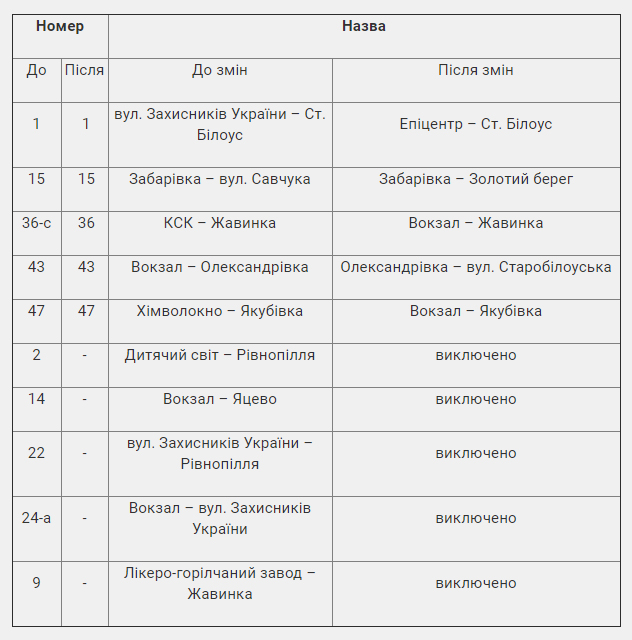 Номер Назва
До Після До змін Після змін
вул. Захисників України – Ст.
1 1 Епіцентр – Ст. Білоус
Білоус
15 15 Забарівка – вул. Савчука Забарівка – Золотий берег
36-с 36 КСК – Жавинка Вокзал – Жавинка
43 43 Вокзал – Олександрівка Олександрівка – вул. Старобілоуська
47 47 Хімволокно – Якубівка Вокзал – Якубівка
2 - Дитячий світ – Рівнопілля виключено
14 - Вокзал – Яцево виключено
вул. Захисників України –
22 - виключено
Рівнопілля
Вокзал – вул. Захисників
24-а - виключено
України
Лікеро-горілчаний завод –
9 - виключено
Жавинка